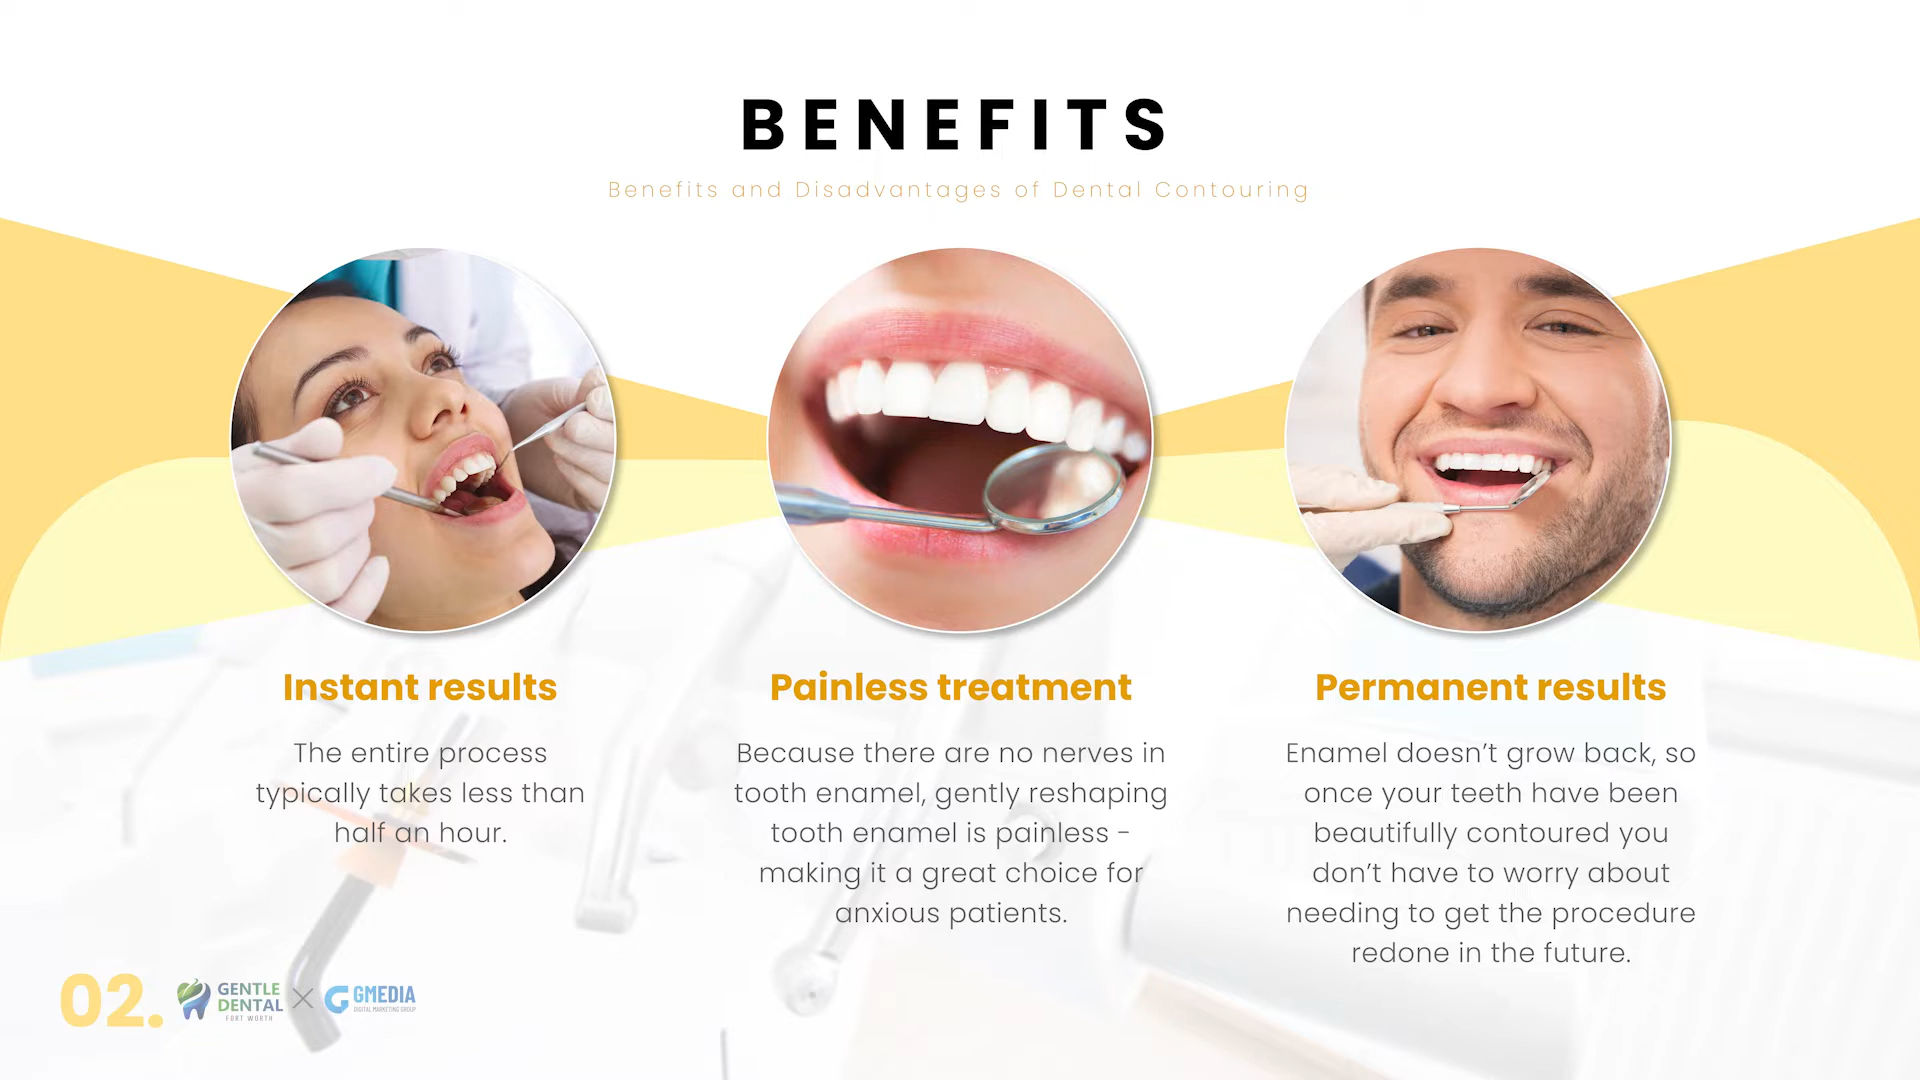 BENEFITS
Benefits and Disadvantages of Dental Contouring
Instant results
The entire process
typically takes less than
half an hour.
Painless treatment
Because there are no nerves in
tooth enamel, gently reshaping
tooth enamel is painless -
making it a great choice for
anxious patients.
Permanent results
Enamel doesn’t grow back, so
once your teeth have been
beautifully contoured you
don’t have to worry about
needing to get the procedure
redone in the future.
02.
GENTLE
DENTAL
FORT WORTH
GMEDIA
DIGITAL MARKETING GROUP